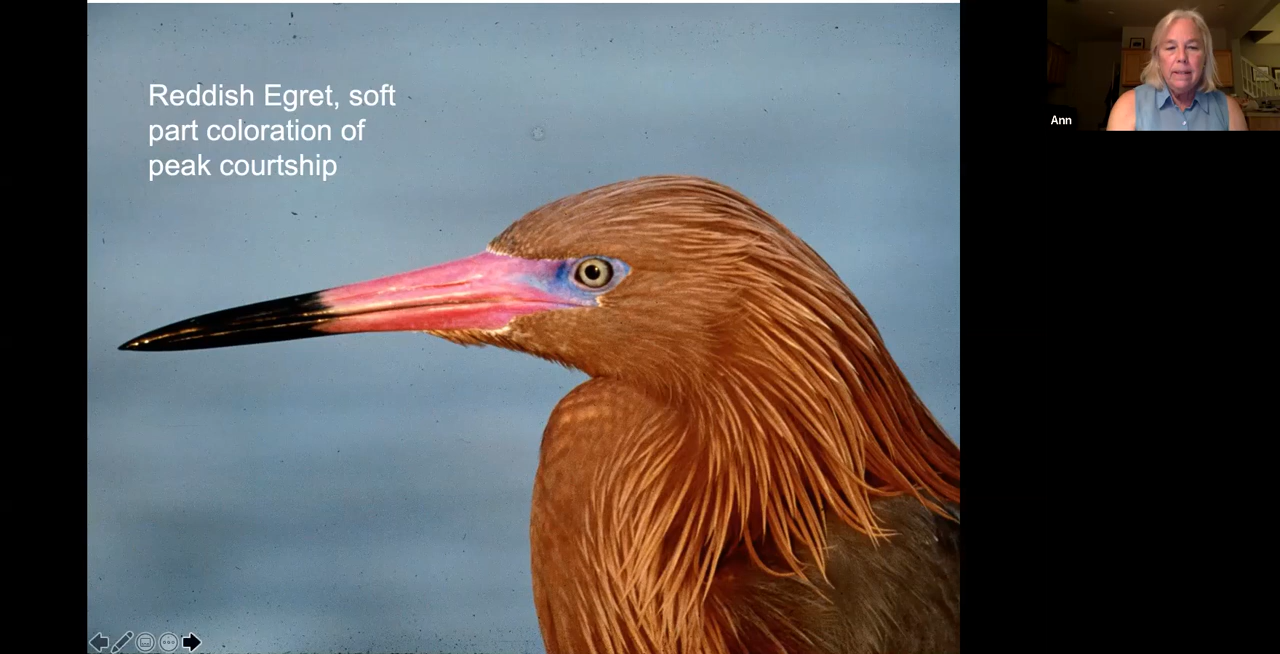 Reddish Egret, soft
part coloration of
peak courtship
Ann